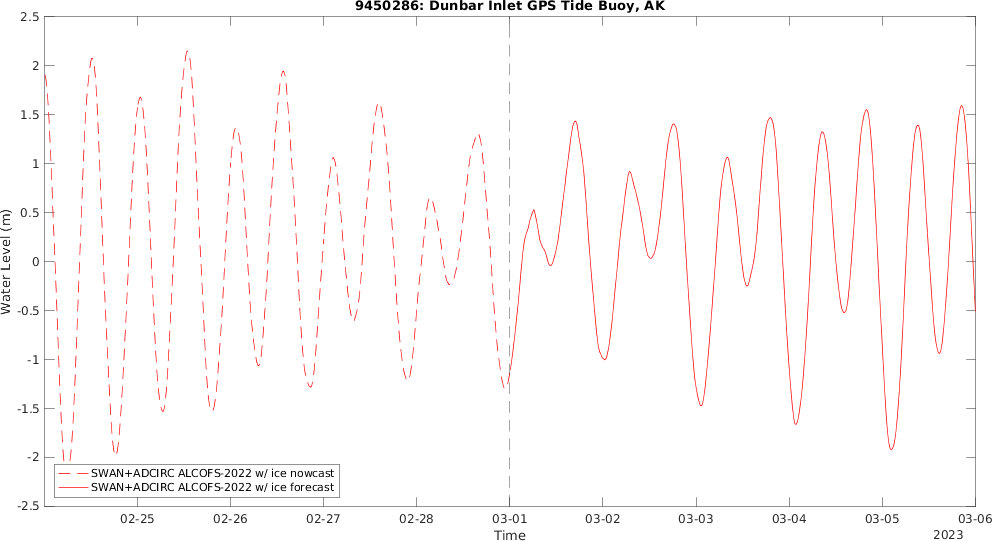 9450286: Dunbar Inlet GPS Tide Buoy, AK
2.5
2
1.5
1
0.5
0
-0.5
-1
-1.5
-2
-2.5
Water Level (m)
SWAN+ADCIRC ALCOFS-2022 w/ ice nowcast
SWAN+ADCIRC ALCOFS-2022 w/ ice forecast
02-25 02-26 02-27 02-28 03-01 03-02 03-03 03-04 03-05 03-06
Time
2023